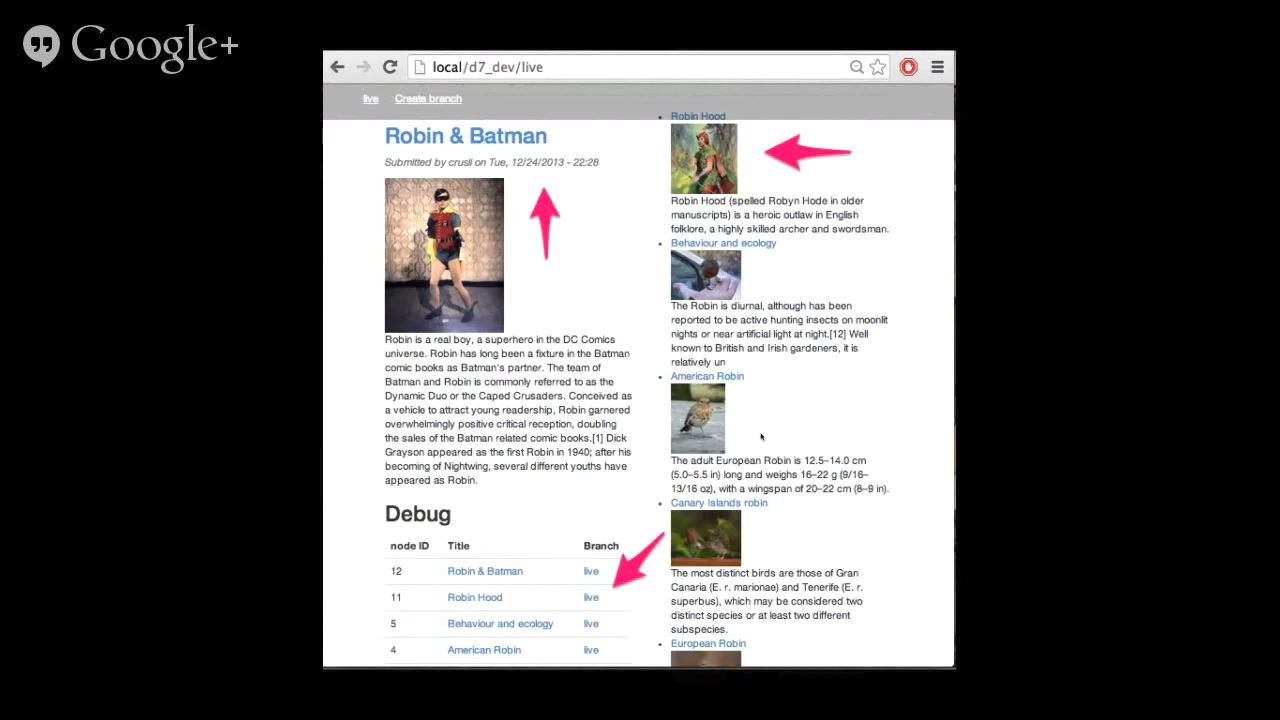 Google+
local/d7_dev/live
live Create branch
Robin & Batman
Submitted by crusli on Tue, 12/24/2013 - 22:28
Robin is a real boy, a superhero in the DC Comics
universe. Robin has long been a fixture in the Batman
comic books as Batman's partner. The team of
Batman and Robin is commonly referred to as the
Dynamic Duo or the Caped Crusaders. Conceived as
a vehicle to attract young readership, Robin garnered
overwhelmingly positive critical reception, doubling
the sales of the Batman related comic books.[1] Dick
Grayson appeared as the first Robin in 1940; after his
becoming of Nightwing, several different youths have
appeared as Robin.
Debug
node ID Title Branch
12 Robin & Batman live
11 Robin Hood live
5 Behaviour and ecology live
4 American Robin live
Robin Hood
Robin Hood (spelled Robyn Hode in older
manuscripts) is a heroic outlaw in English
folklore, a highly skilled archer and swordsman.
Behaviour and ecology
The Robin is diurnal, although has been
reported to be active hunting insects on moonlit
nights or near artificial light at night.[12] Well
known to British and Irish gardeners, it is
relatively un
American Robin
The adult European Robin is 12.5–14.0 cm
(5.0–5.5 in) long and weighs 16–22 g (9/16–
13/16 oz), with a wingspan of 20–22 cm (8–9 in).
Canary Islands robin
The most distinct birds are those of Gran
Canaria (E. r. marionae) and Tenerife (E. r.
superbus), which may be considered two
distinct species or at least two different
subspecies.
European Robin